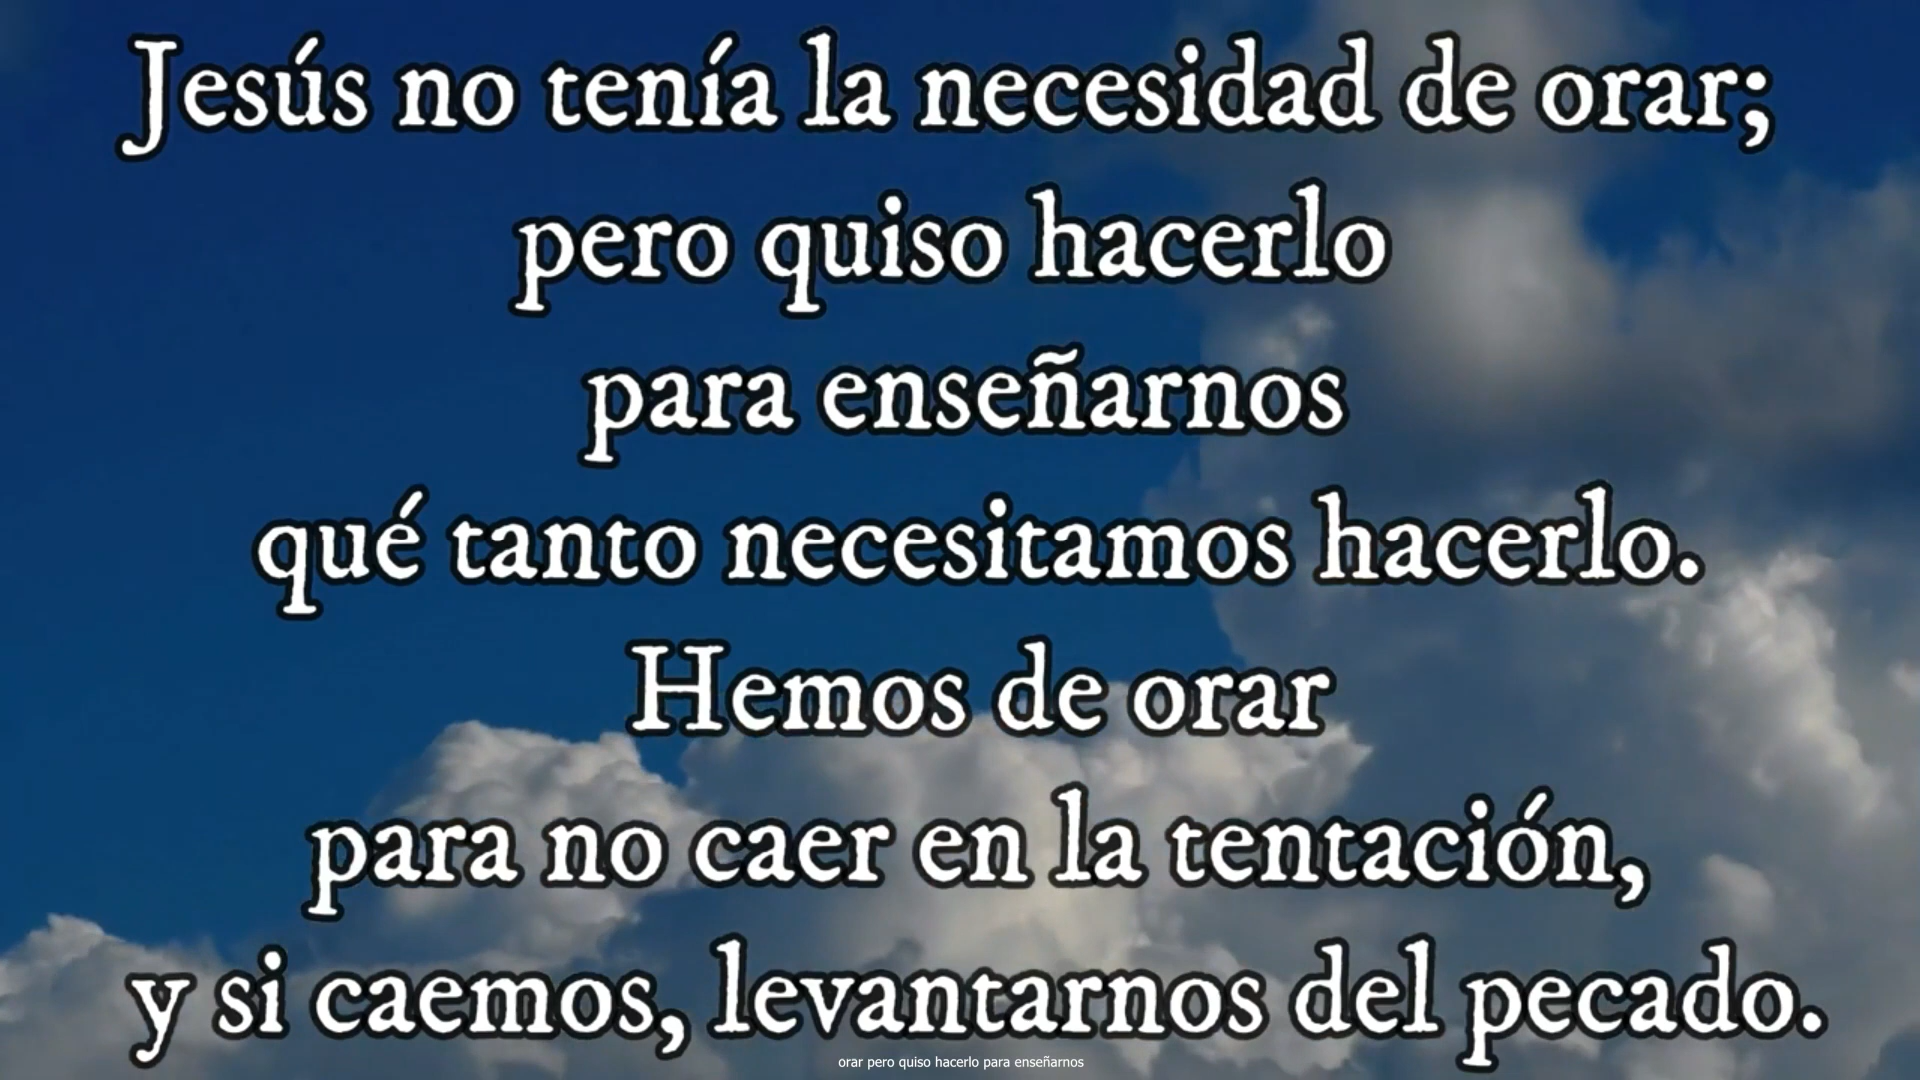 Jesús no tenía la necesidad de orar;
pero quiso hacerlo
para enseñarnos
qué tanto necesitamos hacerlo.
Hemos de orar
para no caer en la tentación,
y si caemos, levantarnos del pecado.
orar pero quiso hacerlo para enseñarnos